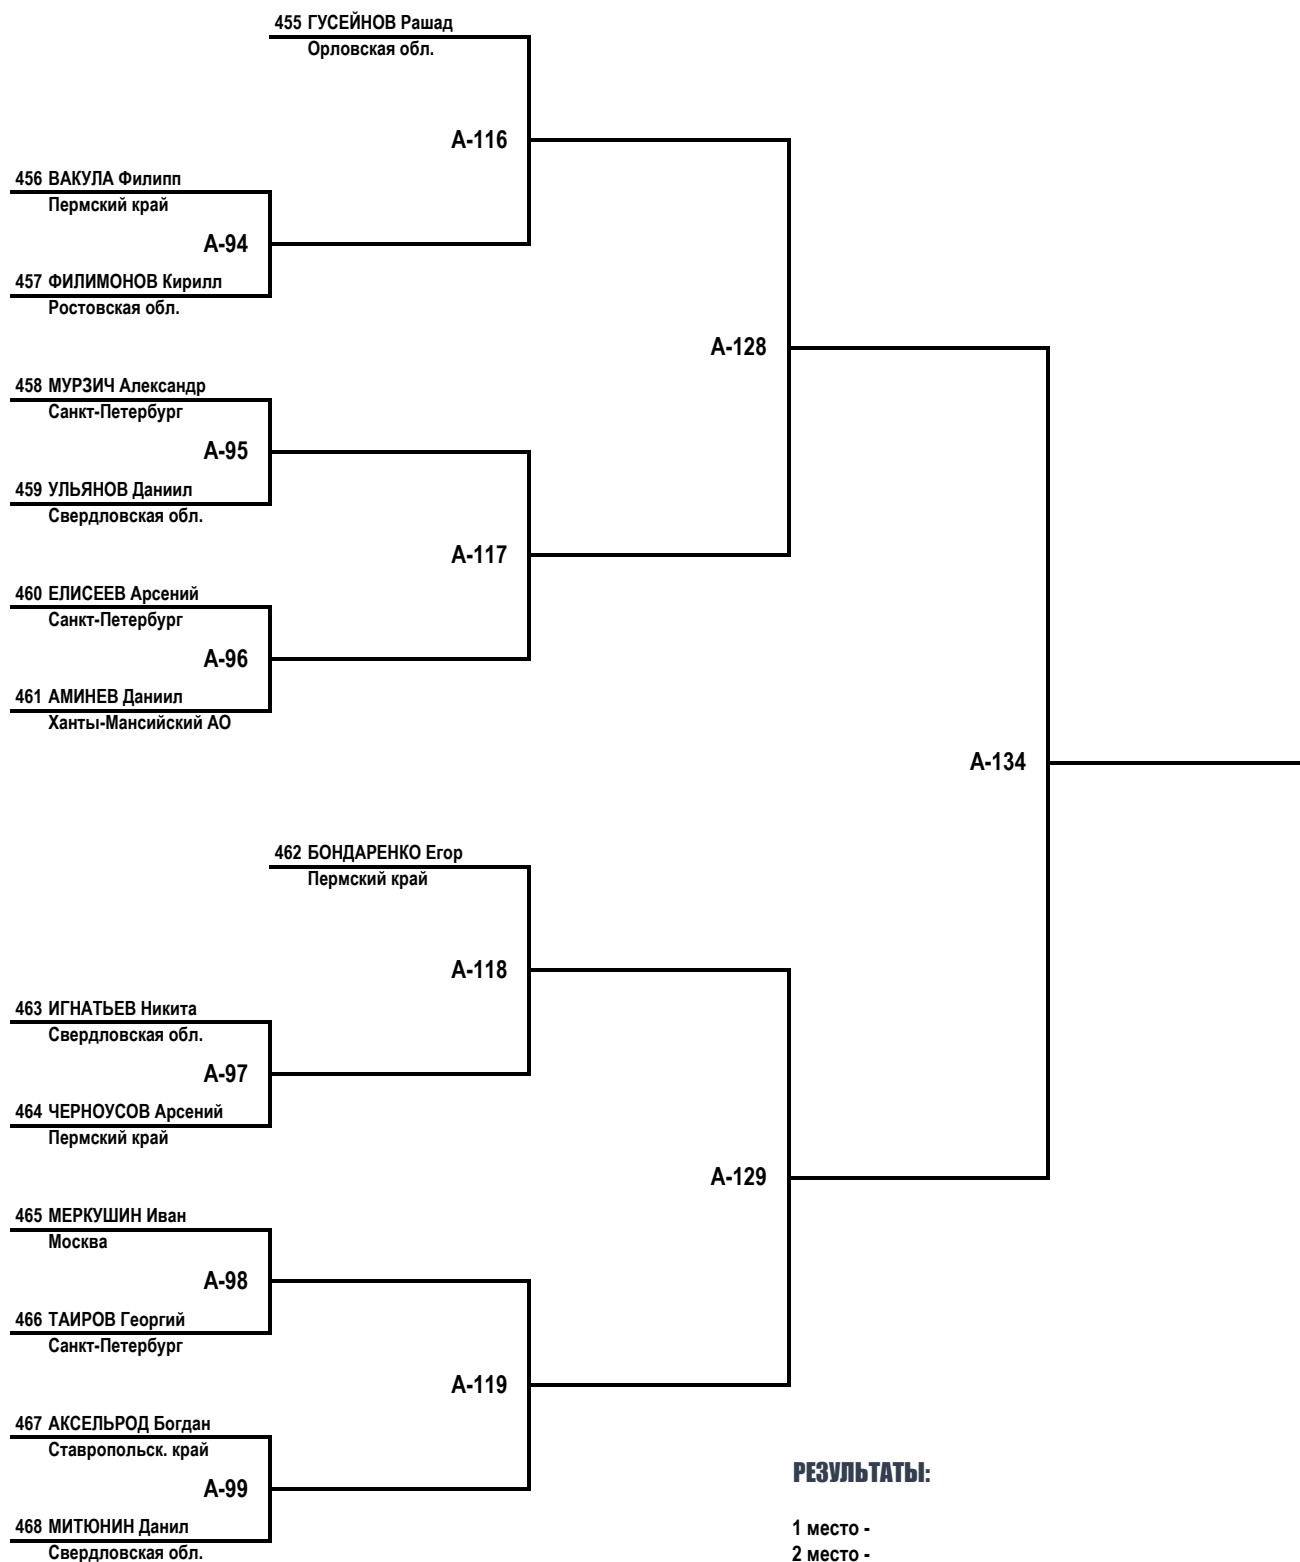 455 ГУСЕЙНОВ Рашад
Орловская обл.
А-116
456 ВАКУЛА Филипп
Пермский край
А-94
457 ФИЛИМОНОВ Кирилл
Ростовская обл.
А-128
458 МУРЗИЧ Александр
Санкт-Петербург
А-95
459 УЛЬЯНОВ Даниил
Свердловская обл.
А-117
460 ЕЛИСЕЕВ Арсений
Санкт-Петербург
А-96
461 АМИНЕВ Даниил
Ханты-Мансийский АО
А-134
462 БОНДАРЕНКО Егор
Пермский край
А-118
463 ИГНАТЬЕВ Никита
Свердловская обл.
А-97
464 ЧЕРНОУСОВ Арсений
Пермский край
А-129
465 МЕРКУШИН Иван
Москва
А-98
466 ТАИРОВ Георгий
Санкт-Петербург
А-119
467 АКСЕЛЬРОД Богдан
Ставропольск. край
А-99
468 МИТЮНИН Данил
Свердловская обл.
РЕЗУЛЬТАТЫ:
1 место -
2 место -